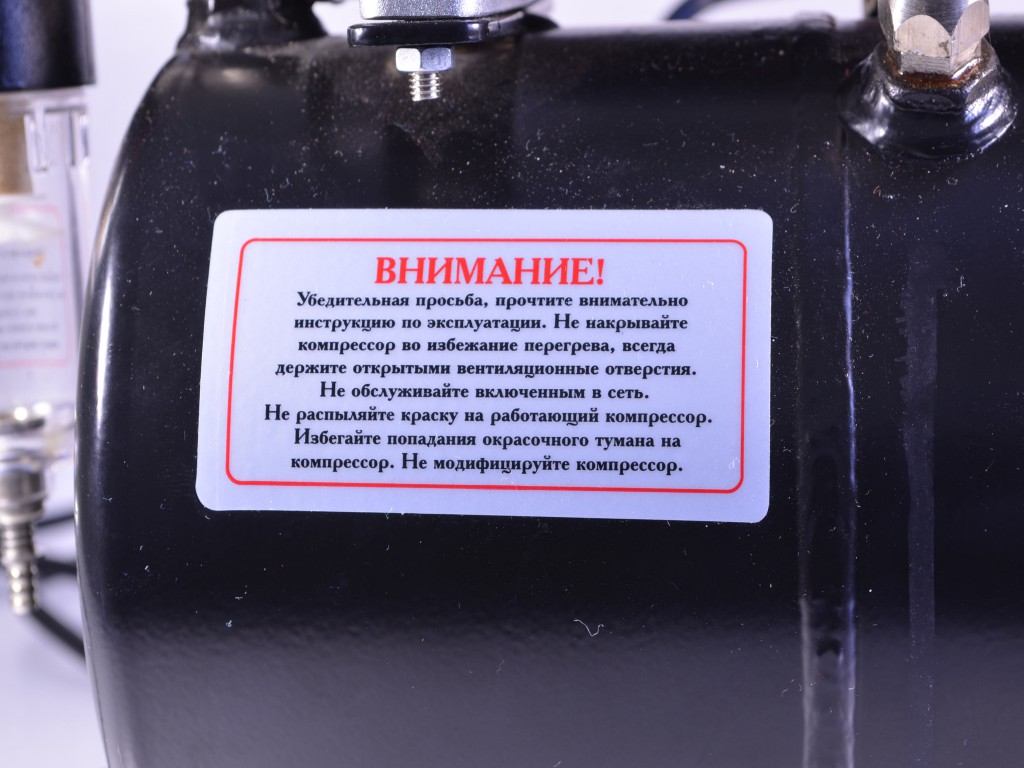 ВНИМАНИЕ!
Убедительная просьба, прочтите внимательно
инструкцию по эксплуатации. Не накрывайте
компрессор во избежание перегрева, всегда
держите открытыми вентиляционные отверстия.
Не обслуживайте включенным в сеть.
Не распыляйте краску на работающий компрессор.
Избегайте попадания окрасочного тумана на
компрессор. Не модифицируйте компрессор.